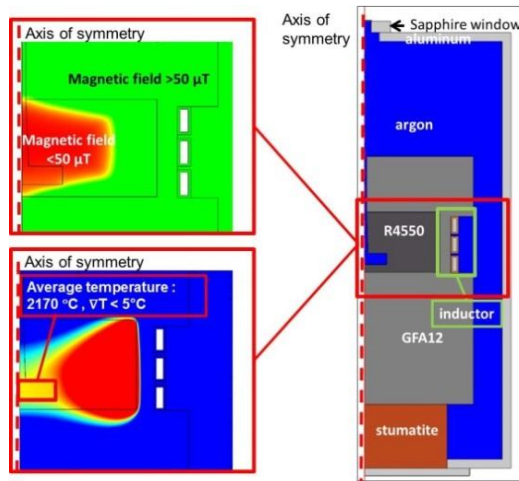 Axis of symmetry
Magnetic field >50 µT
Magnetic field
<50 µT
Axis of symmetry
Average temperature :
2170 °C , ∇T < 5°C
Axis of
symmetry
Sapphire window
aluminum
argon
R4550
inductor
GFA12
stumatite